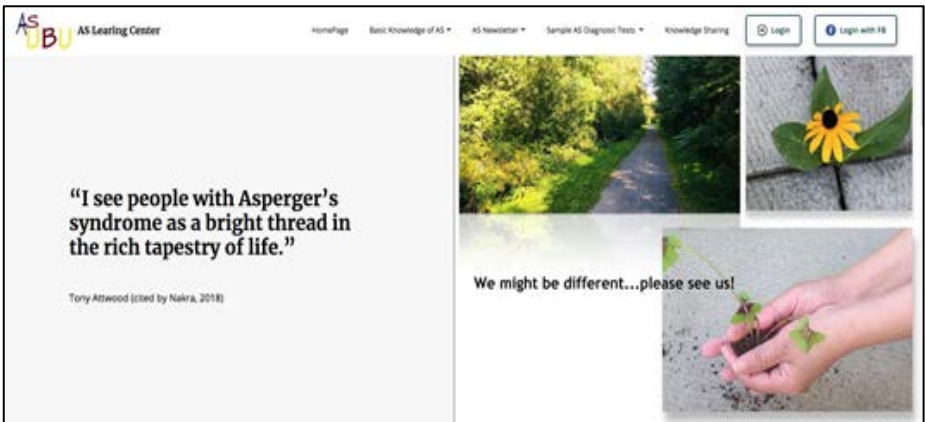 AS
UBU
AS Learing Center
HomePage
Basic Knowledge of AS
AS Newsletter
Sample AS Diagnostic Tests
Knowledge Sharing
Login
Login with FB
“I see people with Asperger’s
syndrome as a bright thread in
the rich tapestry of life.”
Tony Attwood (cited by Nakra, 2018)
We might be different...please see us!